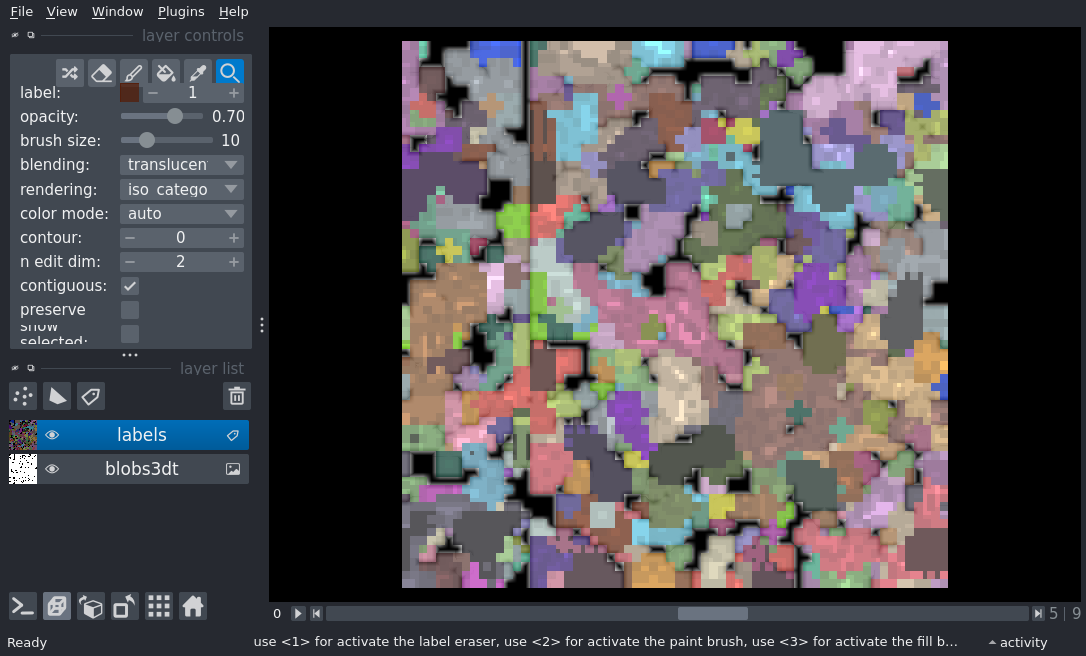 File View Window Plugins Help
layer controls
label: 1
opacity: 0.70
brush size: 10
blending: translucen
rendering: iso_catego
color mode: auto
contour: 0
n edit dim: 2
contiguous:
preserve
show
selected:
layer list
labels
blobs3dt
0 5 | 9
Ready use <1> for activate the label eraser, use <2> for activate the paint brush, use <3> for activate the fill b... activity